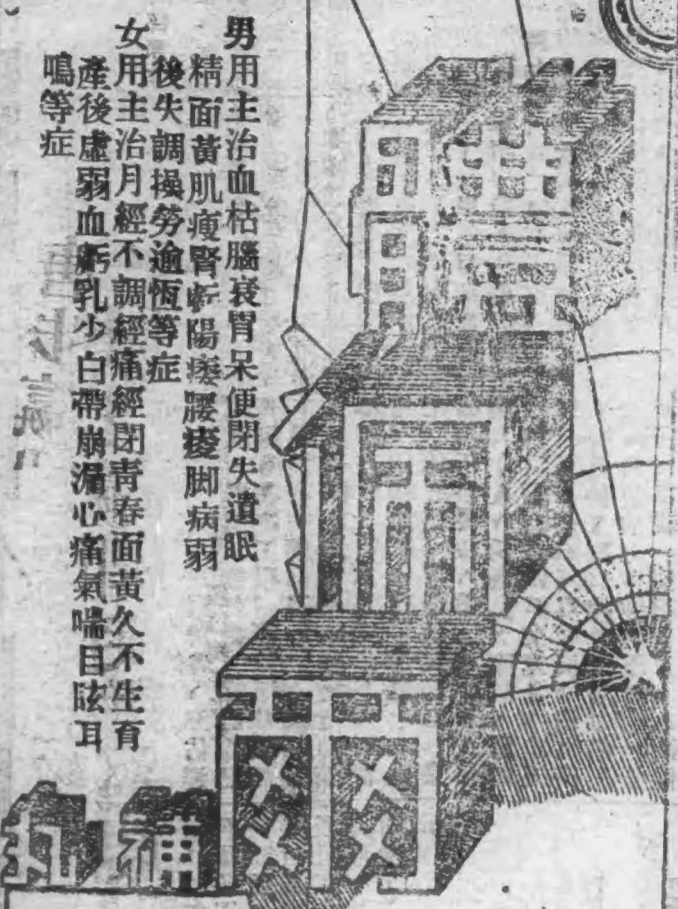 爾
補丸
男用主治血枯腦衰胃呆便閉失遺眠
精面黃肌瘦腎虧陽痿腰痠脚病弱
後失調操勞逾恆等症
女用主治月經不調經痛經閉青春面黃久不生育
產後虛弱血虧乳少白帶崩漏心痛氣喘目眩耳
鳴等症